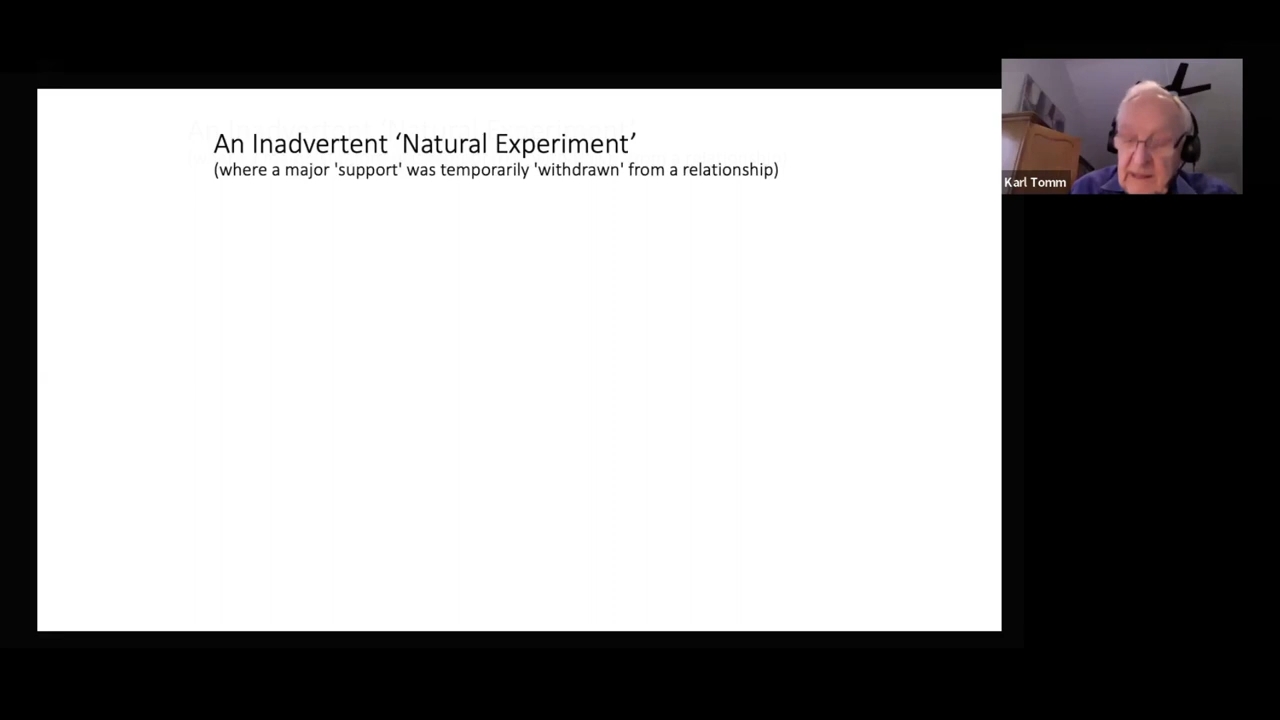 An Inadvertent ‘Natural Experiment’
(where a major 'support' was temporarily 'withdrawn' from a relationship)
Karl Tomm